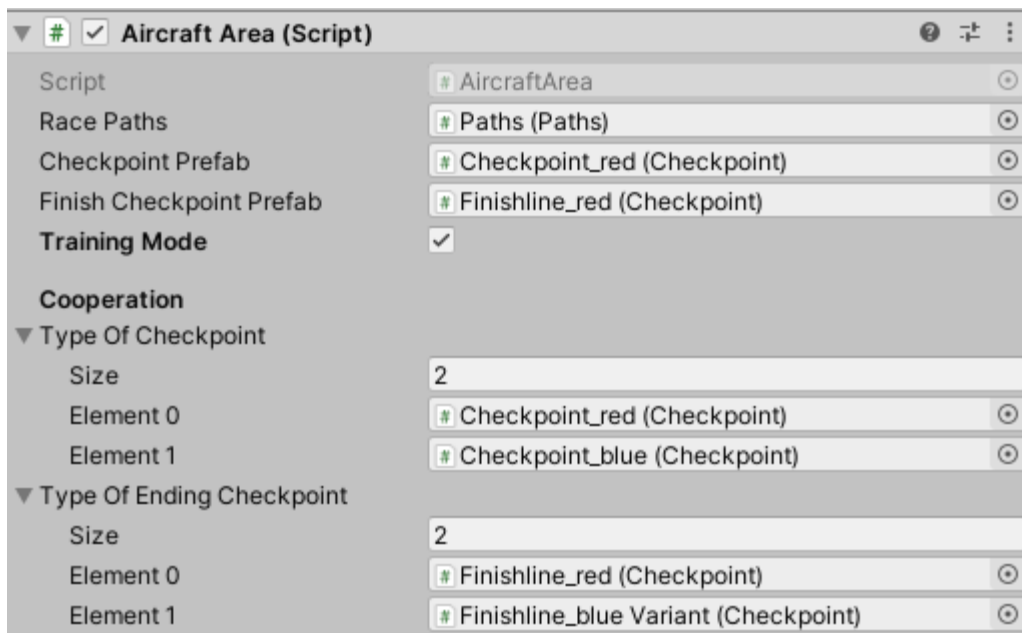 Aircraft Area (Script)
Script # AircraftArea
Race Paths # Paths (Paths)
Checkpoint Prefab # Checkpoint_red (Checkpoint)
Finish Checkpoint Prefab # Finishline_red (Checkpoint)
Training Mode
Cooperation
Type Of Checkpoint
Size 2
Element 0 # Checkpoint_red (Checkpoint)
Element 1 # Checkpoint_blue (Checkpoint)
Type Of Ending Checkpoint
Size 2
Element 0 # Finishline_red (Checkpoint)
Element 1 # Finishline_blue Variant (Checkpoint)